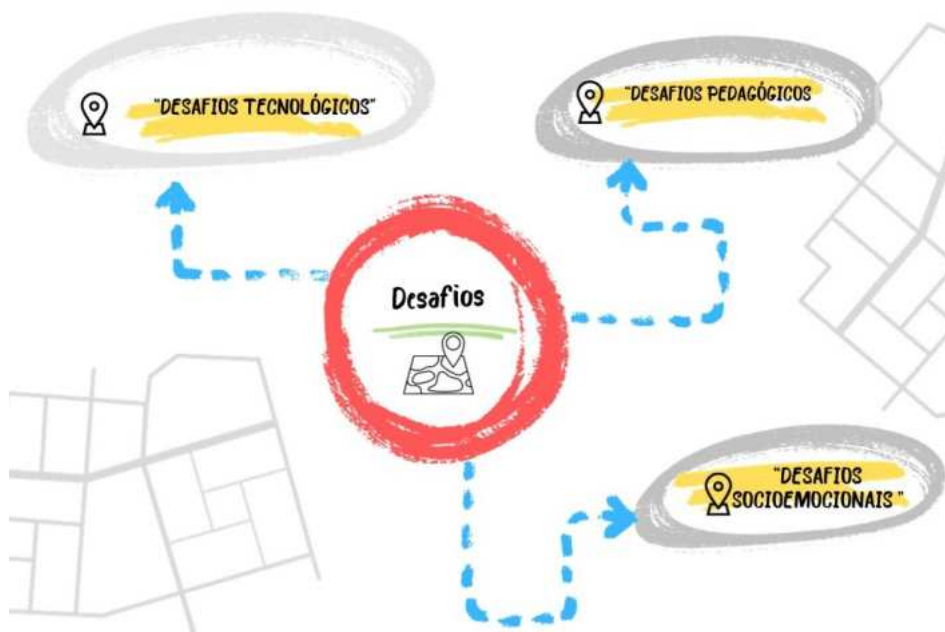 "DESAFIOS TECNOLÓGICOS"
"DESAFIOS PEDAGÓGICOS
Desafios
"DESAFIOS
SOCIOEMOCIONAIS"